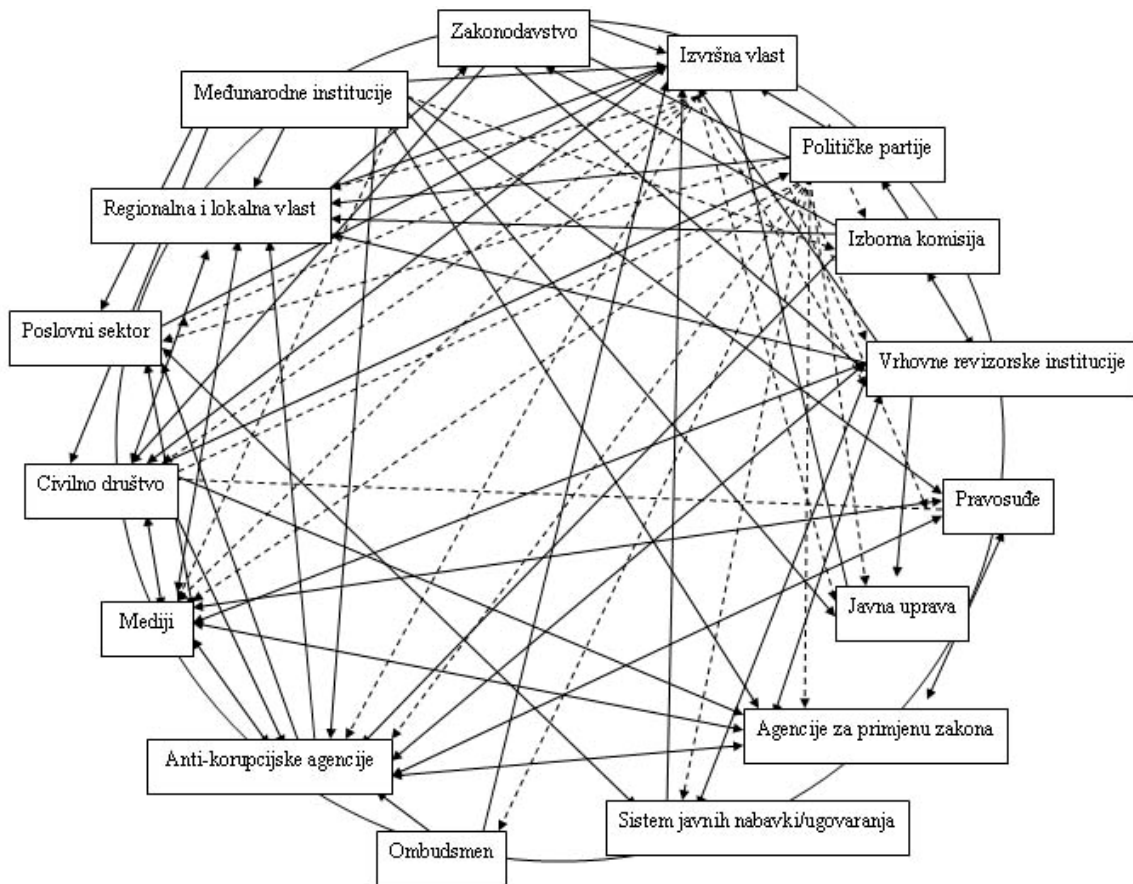 Zakonodavstvo
Izvršna vlast
Međunarodne institucije
Političke partije
Regionalna i lokalna vlast
Izborna komisija
Poslovni sektor
Vrhovne revizorske institucije
Civilno društvo
Pravosuđe
Mediji
Javna uprava
Anti-korupcijske agencije
Agencije za primjenu zakona
Sistem javnih nabavki/ugovaranja
Ombudsmen